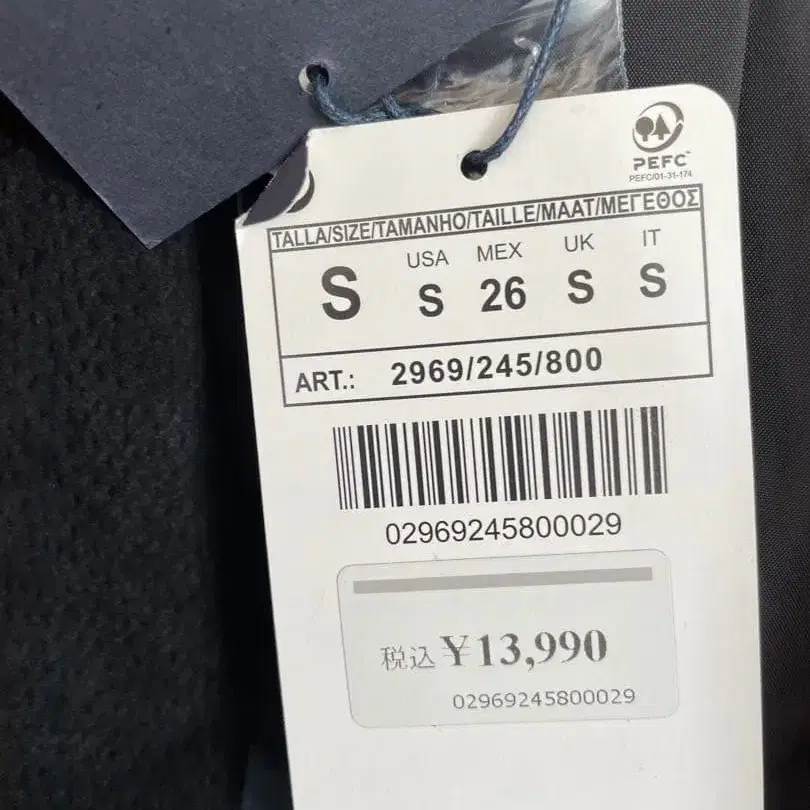 PEFC™
PEFC/01-31-174
TALLA/SIZE/TAMANHO/TAILLE/MAAT/ΜΕΓΕΘΟΣ
S USA S MEX 26 UK S IT S
ART.: 2969/245/800
02969245800029
税込 ¥13,990
02969245800029